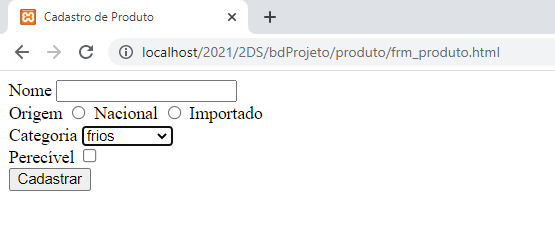 Cadastro de Produto
localhost/2021/2DS/bdProjeto/produto/frm_produto.html
Nome
Origem Nacional Importado
Categoria frios
Perecível
Cadastrar